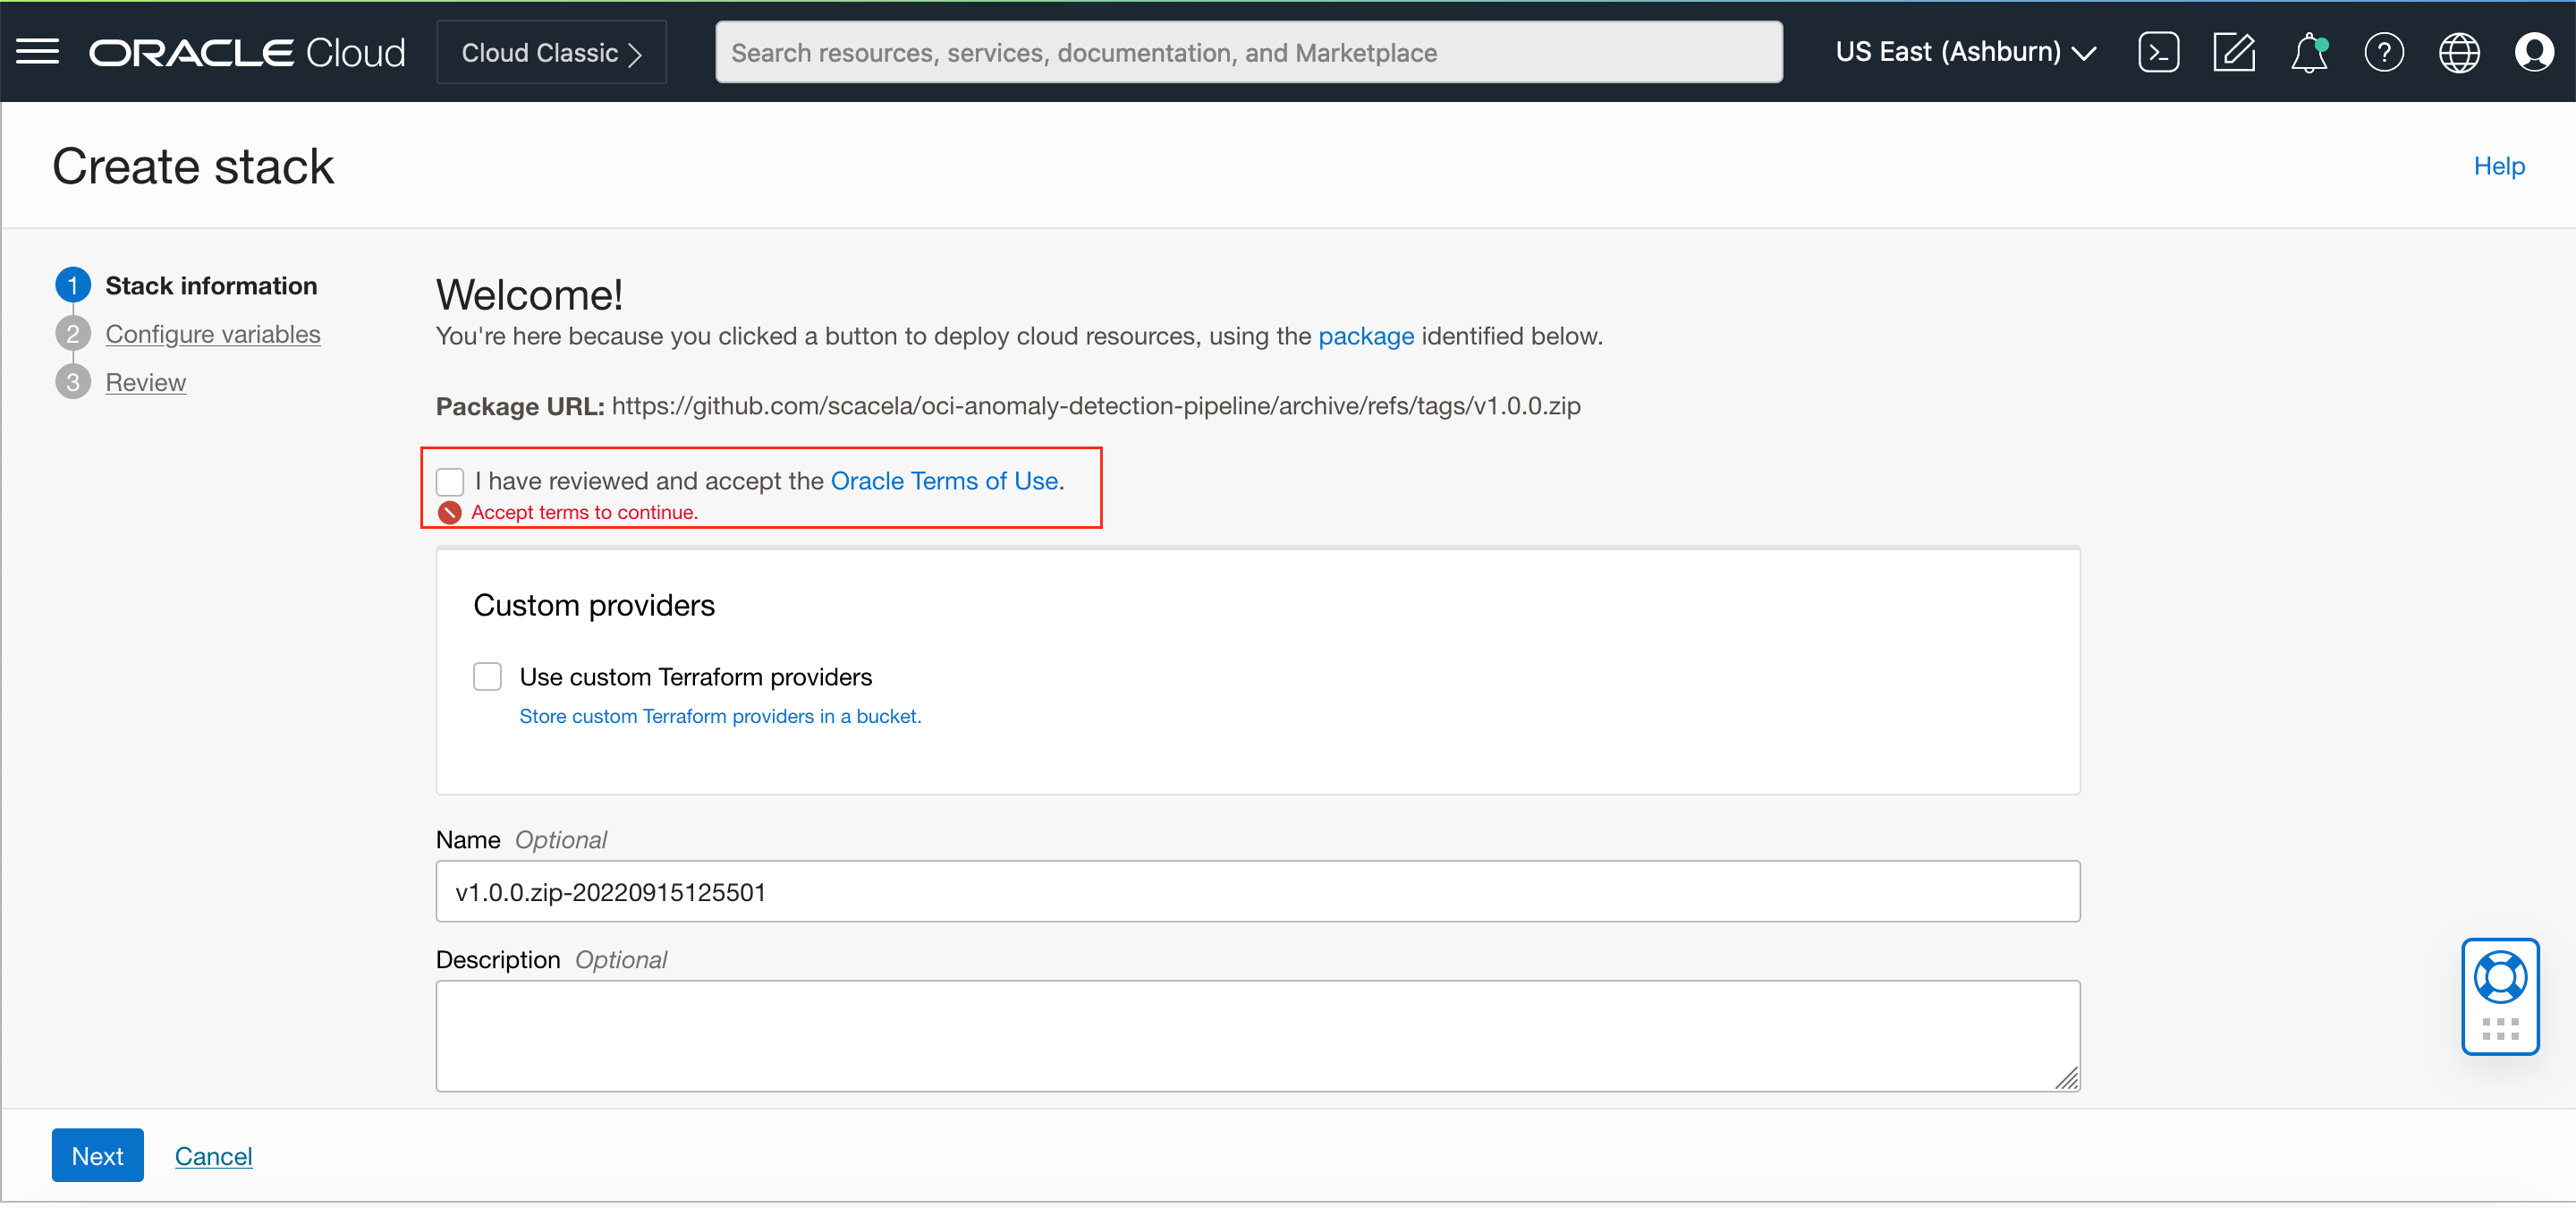 ORACLE Cloud
Cloud Classic
Search resources, services, documentation, and Marketplace
US East (Ashburn)
Create stack
Help
1 Stack information
2 Configure variables
3 Review
Welcome!
You're here because you clicked a button to deploy cloud resources, using the package identified below.
Package URL: https://github.com/scacela/oci-anomaly-detection-pipeline/archive/refs/tags/v1.0.0.zip
I have reviewed and accept the Oracle Terms of Use.
Accept terms to continue.
Custom providers
Use custom Terraform providers
Store custom Terraform providers in a bucket.
Name Optional
v1.0.0.zip-20220915125501
Description Optional
Next Cancel